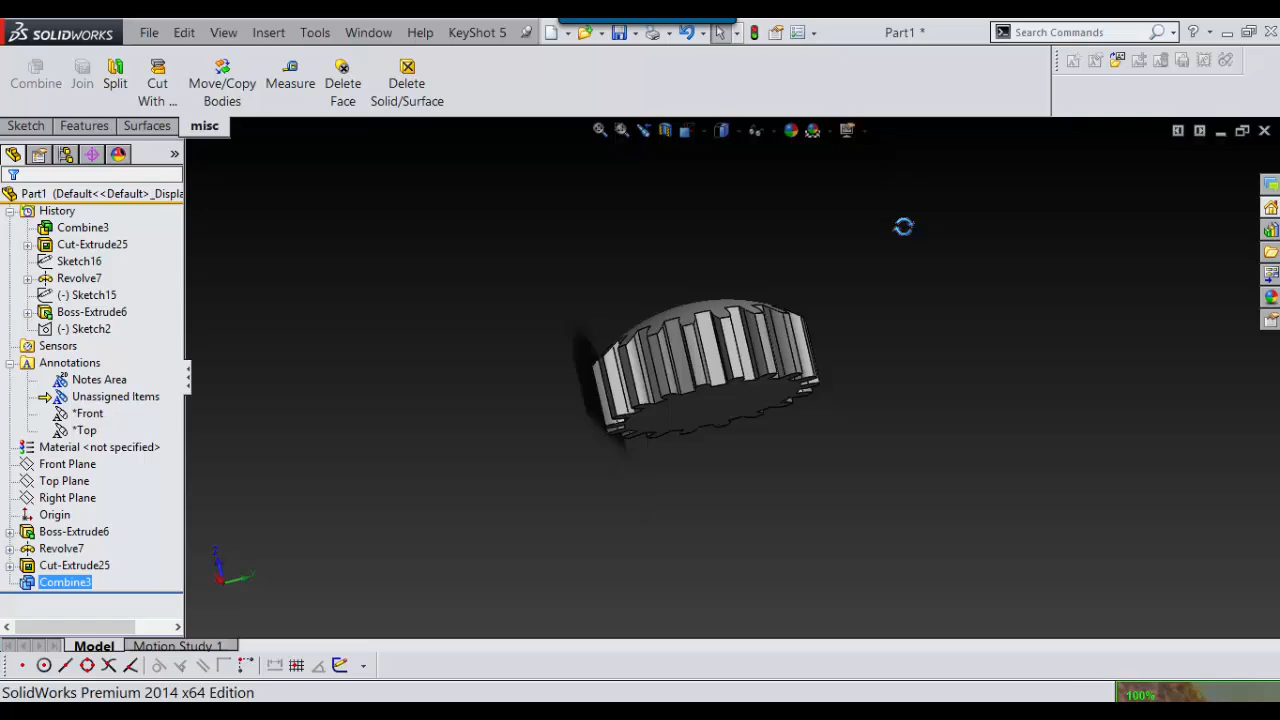 SOLIDWORKS File Edit View Insert Tools Window Help KeyShot 5 Part1 * Search Commands
Combine Join Split Cut With ... Move/Copy Bodies Measure Delete Face Delete Solid/Surface
Sketch Features Surfaces misc
Part1 (Default<<Default>_Displa
History
Combine3
Cut-Extrude25
Sketch16
Revolve7
(-) Sketch15
Boss-Extrude6
(-) Sketch2
Sensors
Annotations
Notes Area
Unassigned Items
*Front
*Top
Material <not specified>
Front Plane
Top Plane
Right Plane
Origin
Boss-Extrude6
Revolve7
Cut-Extrude25
Combine3
Model Motion Study 1
SolidWorks Premium 2014 x64 Edition 100%